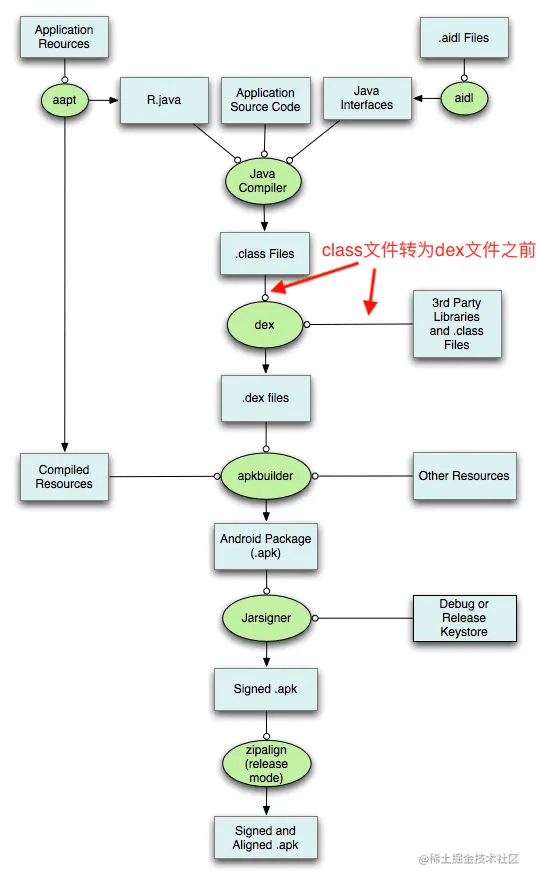 Application
Reources
.aidl Files
aapt
R.java
Application
Source Code
Java
Interfaces
aidl
Java
Compiler
.class Files
class文件转为dex文件之前
dex
3rd Party
Libraries
and .class
Files
.dex files
Compiled
Resources
apkbuilder
Other Resources
Android Package
(.apk)
Jarsigner
Debug or
Release
Keystore
Signed .apk
zipalign
(release
mode)
Signed and
Aligned .apk
@稀土掘金技术社区